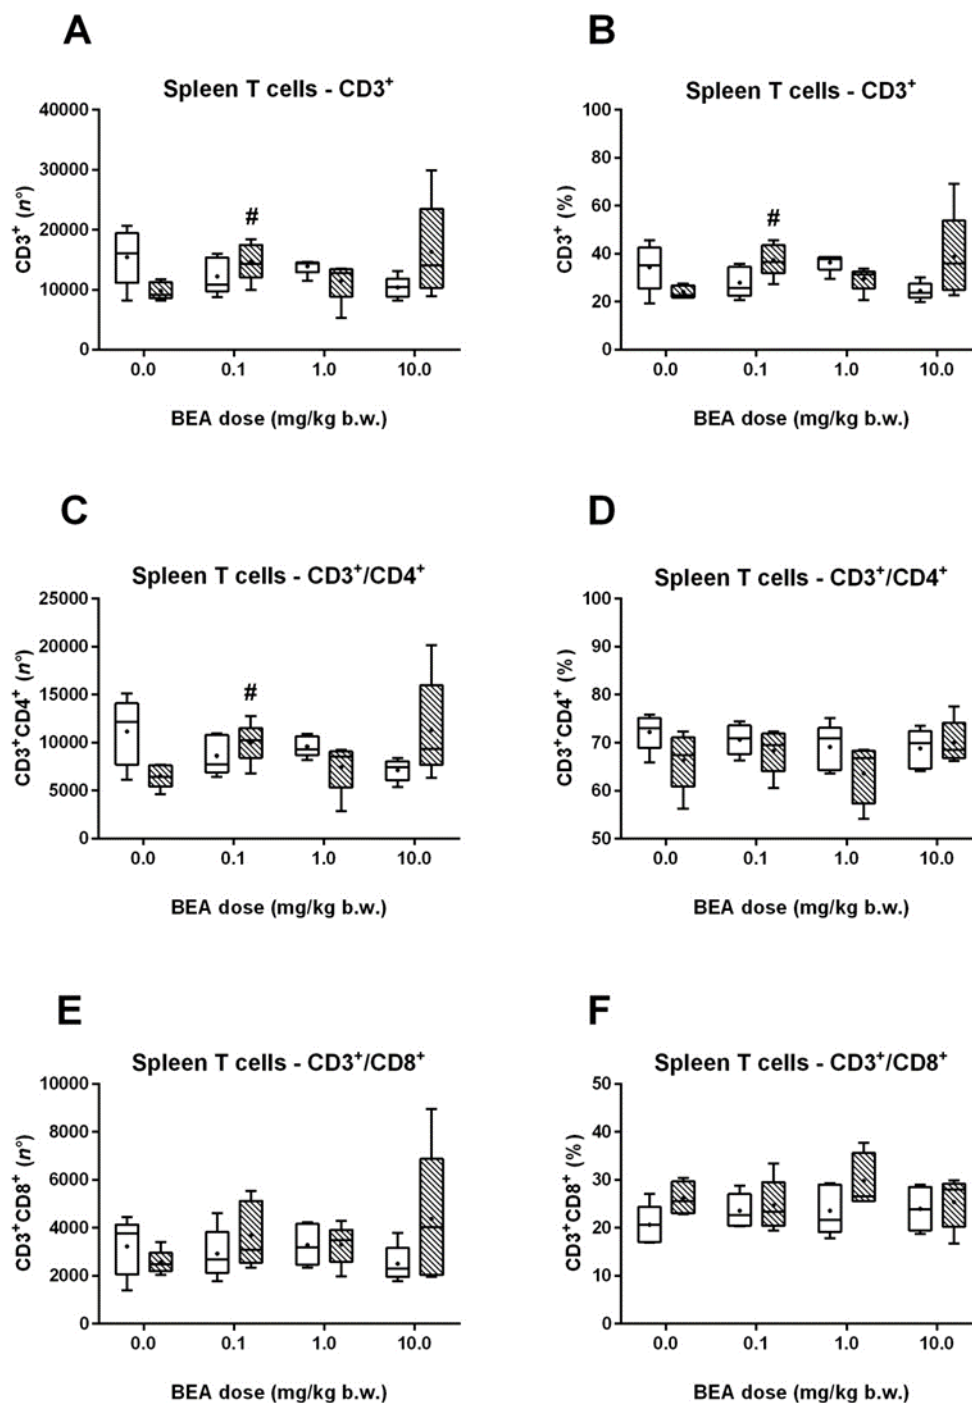 A
Spleen T cells - CD3⁺
CD3⁺ (n°)
40000
30000
20000
10000
0
#
0.0 0.1 1.0 10.0
BEA dose (mg/kg b.w.)
B
Spleen T cells - CD3⁺
CD3⁺ (%)
100
80
60
40
20
0
#
0.0 0.1 1.0 10.0
BEA dose (mg/kg b.w.)
C
Spleen T cells - CD3⁺/CD4⁺
CD3⁺CD4⁺ (n°)
25000
20000
15000
10000
5000
0
#
0.0 0.1 1.0 10.0
BEA dose (mg/kg b.w.)
D
Spleen T cells - CD3⁺/CD4⁺
CD3⁺CD4⁺ (%)
100
90
80
70
60
50
0.0 0.1 1.0 10.0
BEA dose (mg/kg b.w.)
E
Spleen T cells - CD3⁺/CD8⁺
CD3⁺CD8⁺ (n°)
10000
8000
6000
4000
2000
0
0.0 0.1 1.0 10.0
BEA dose (mg/kg b.w.)
F
Spleen T cells - CD3⁺/CD8⁺
CD3⁺CD8⁺ (%)
50
40
30
20
10
0
0.0 0.1 1.0 10.0
BEA dose (mg/kg b.w.)